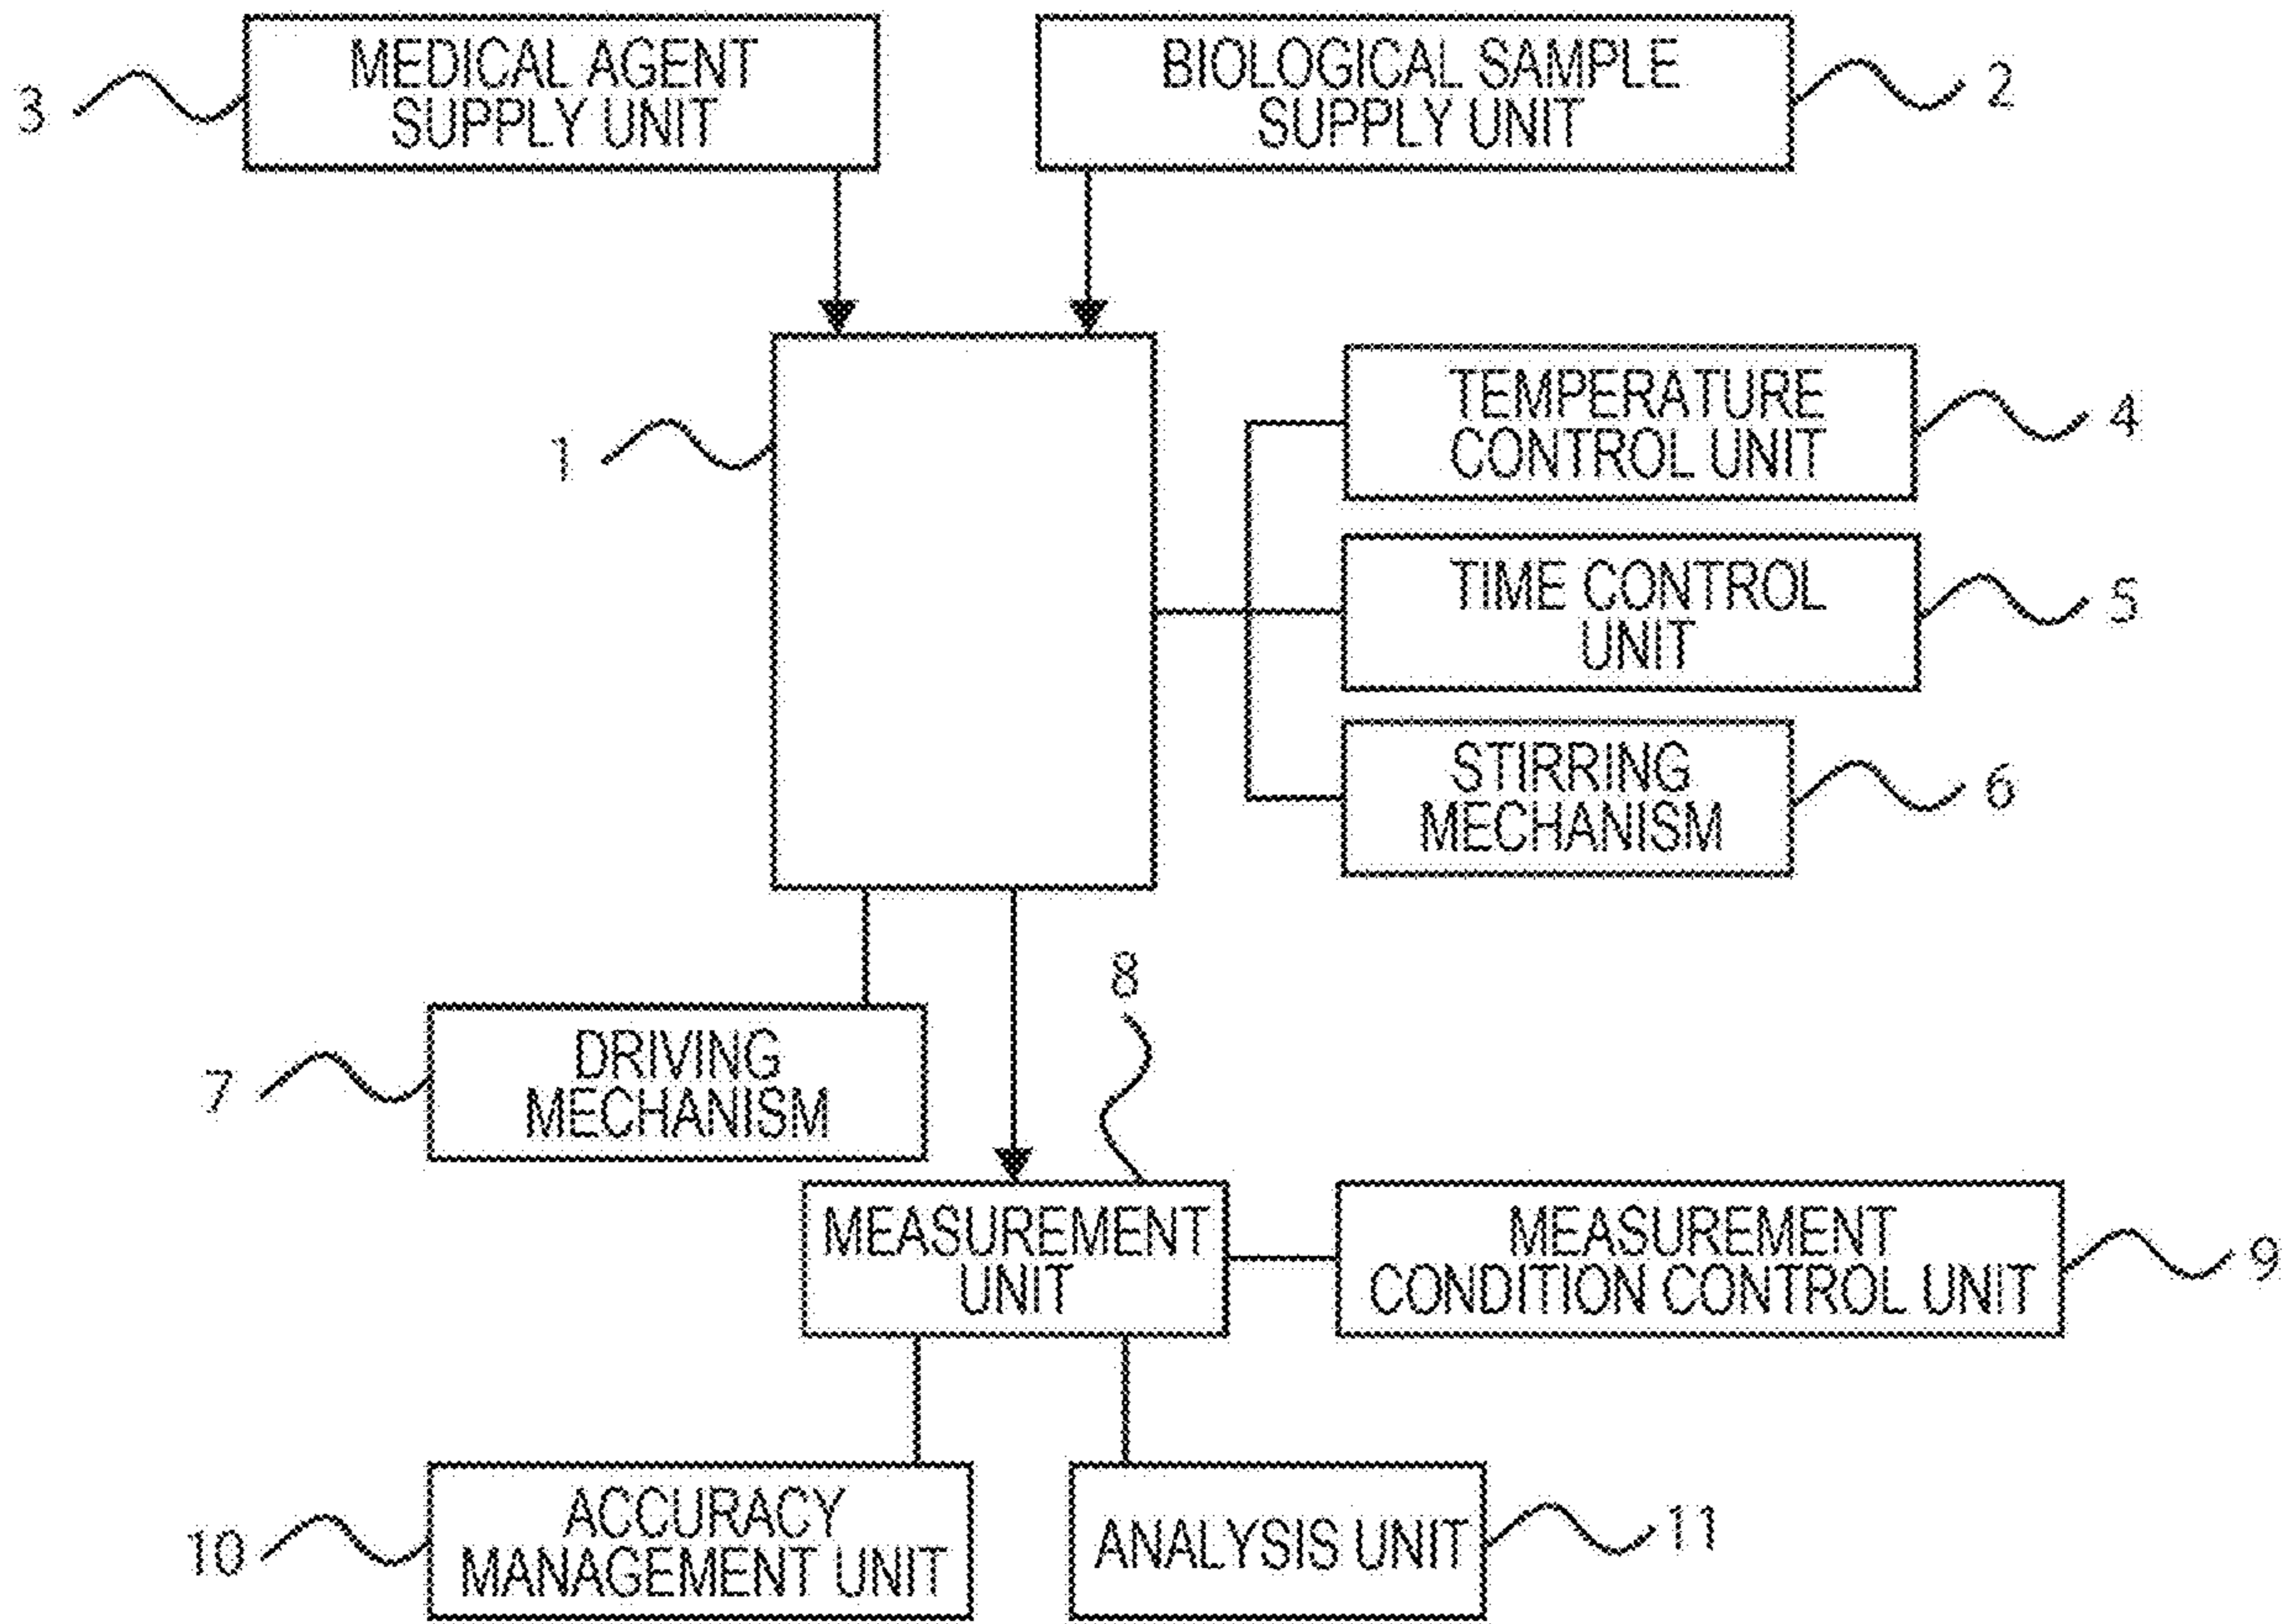 MEDICAL AGENT
SUPPLY UNIT
3
BIOLOGICAL SAMPLE
SUPPLY UNIT
2
1
TEMPERATURE
CONTROL UNIT
4
TIME CONTROL
UNIT
5
STIRRING
MECHANISM
6
8
DRIVING
MECHANISM
7
MEASUREMENT
UNIT
MEASUREMENT
CONDITION CONTROL UNIT
9
ACCURACY
MANAGEMENT UNIT
10
ANALYSIS UNIT
11